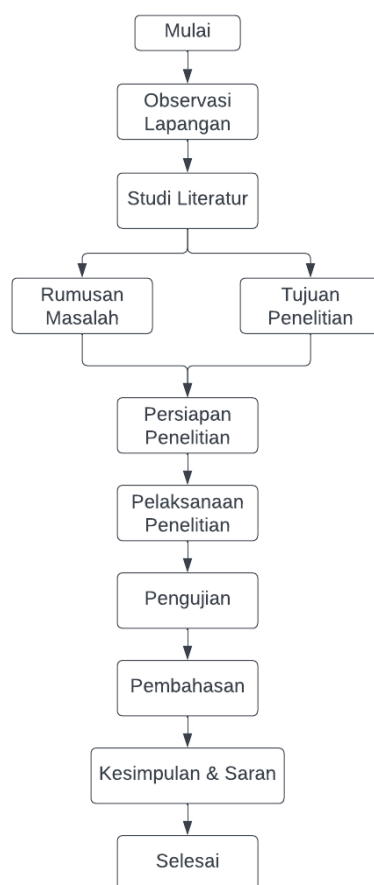 Mulai
Observasi
Lapangan
Studi Literatur
Rumusan
Masalah
Tujuan
Penelitian
Persiapan
Penelitian
Pelaksanaan
Penelitian
Pengujian
Pembahasan
Kesimpulan & Saran
Selesai